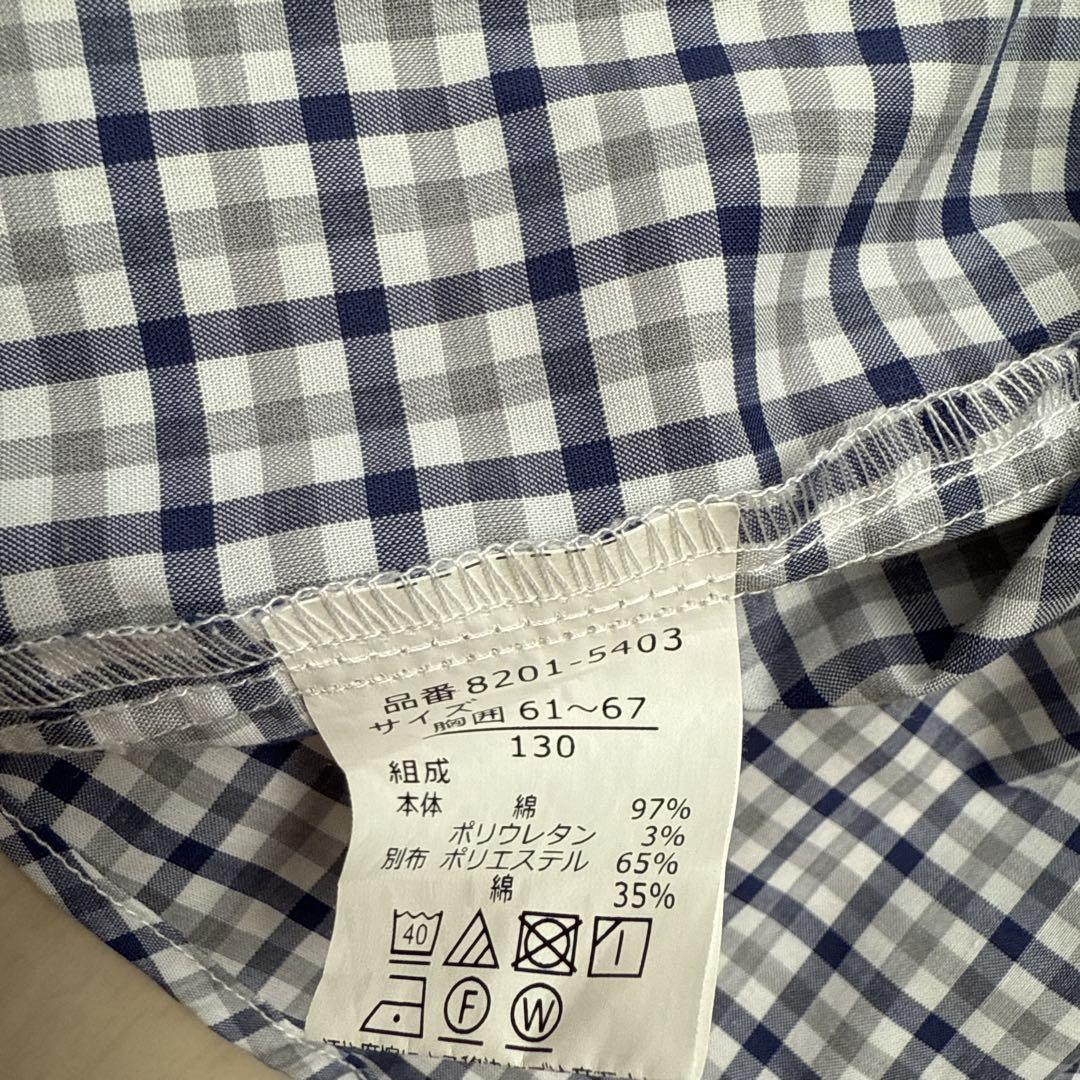 品番 8201-5403
サイズ 胸囲 61～67
130
組成
本体 綿 97%
ポリウレタン 3%
別布 ポリエステル 65%
綿 35%
40
F W